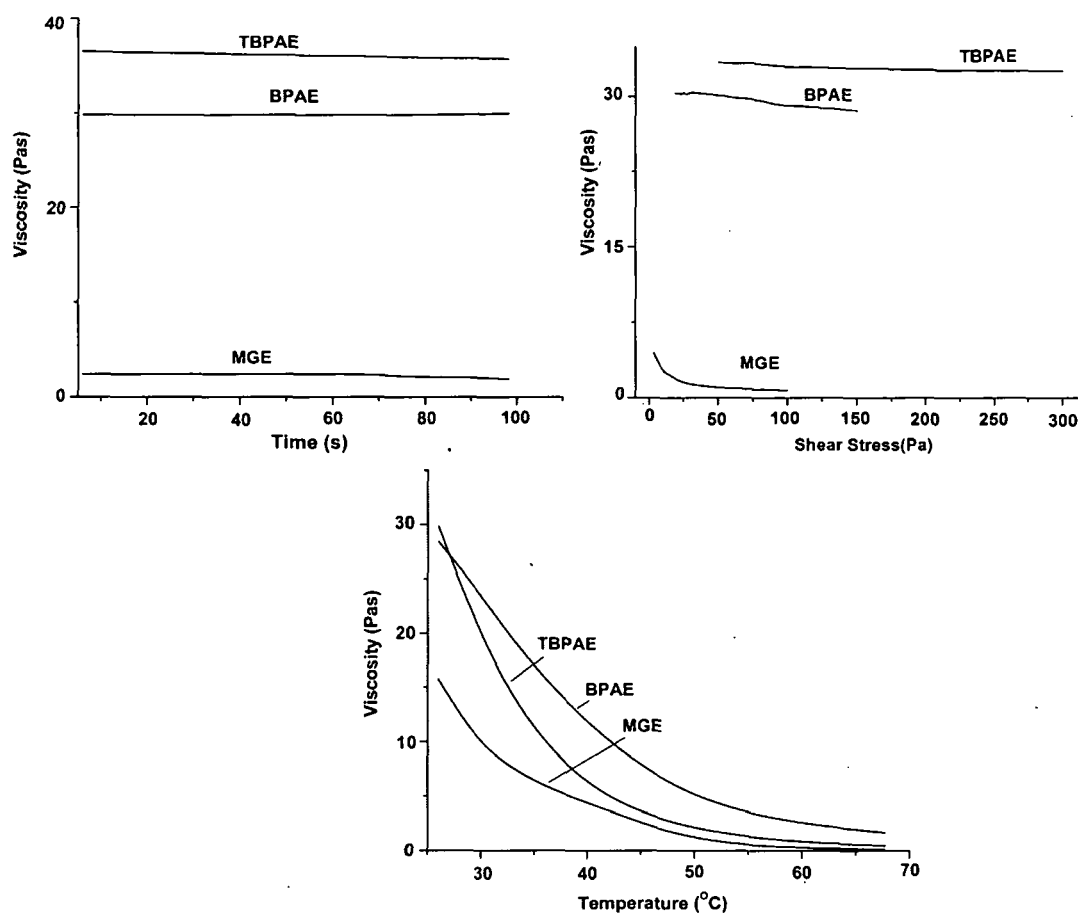 40
20
0
Viscosity (Pas)
TBPAE
BPAE
MGE
20
40
60
80
100
Time (s)
30
15
0
Viscosity (Pas)
TBPAE
BPAE
MGE
0
50
100
150
200
250
300
Shear Stress(Pa)
30
20
10
0
Viscosity (Pas)
TBPAE
BPAE
MGE
30
40
50
60
70
Temperature (°C)